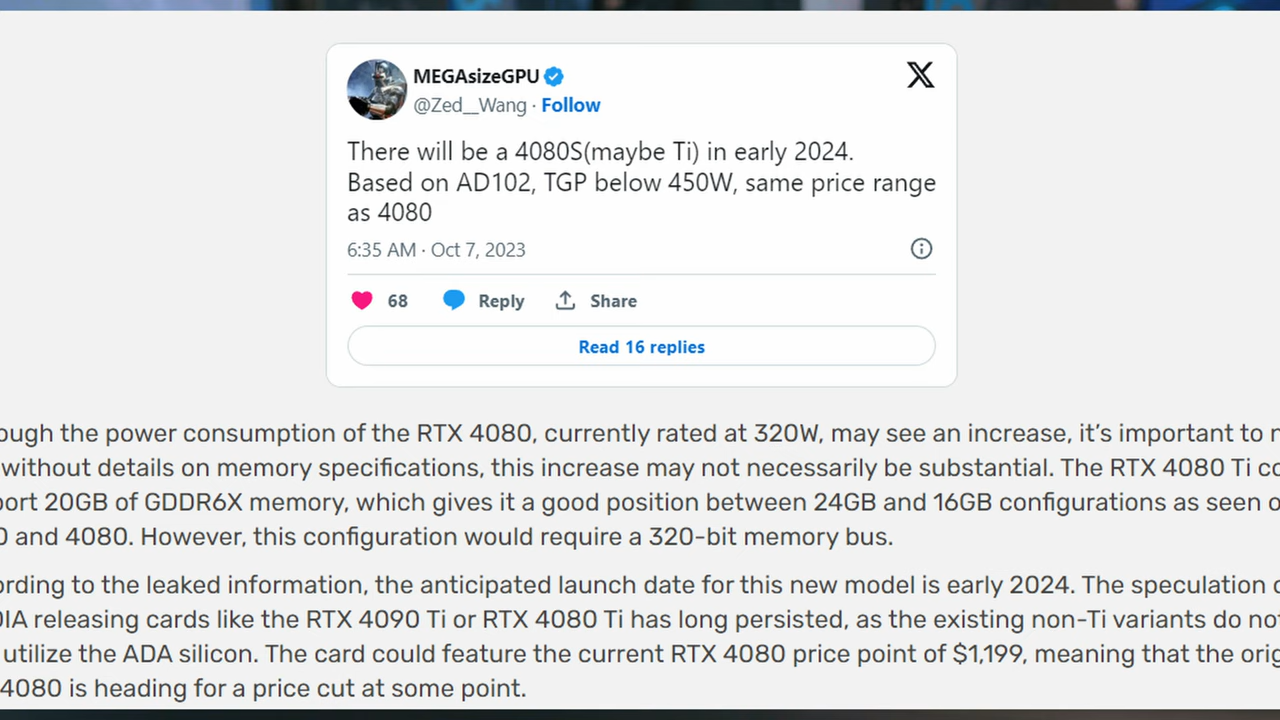 MEGAsizeGPU
@Zed__Wang · Follow
There will be a 4080S(maybe Ti) in early 2024.
Based on AD102, TGP below 450W, same price range
as 4080
6:35 AM · Oct 7, 2023
68 Reply Share
Read 16 replies
ough the power consumption of the RTX 4080, currently rated at 320W, may see an increase, it’s important to
without details on memory specifications, this increase may not necessarily be substantial. The RTX 4080 Ti
ort 20GB of GDDR6X memory, which gives it a good position between 24GB and 16GB configurations as seen
0 and 4080. However, this configuration would require a 320-bit memory bus.
ording to the leaked information, the anticipated launch date for this new model is early 2024. The speculation
DIA releasing cards like the RTX 4090 Ti or RTX 4080 Ti has long persisted, as the existing non-Ti variants do
utilize the ADA silicon. The card could feature the current RTX 4080 price point of $1,199, meaning that the
4080 is heading for a price cut at some point.